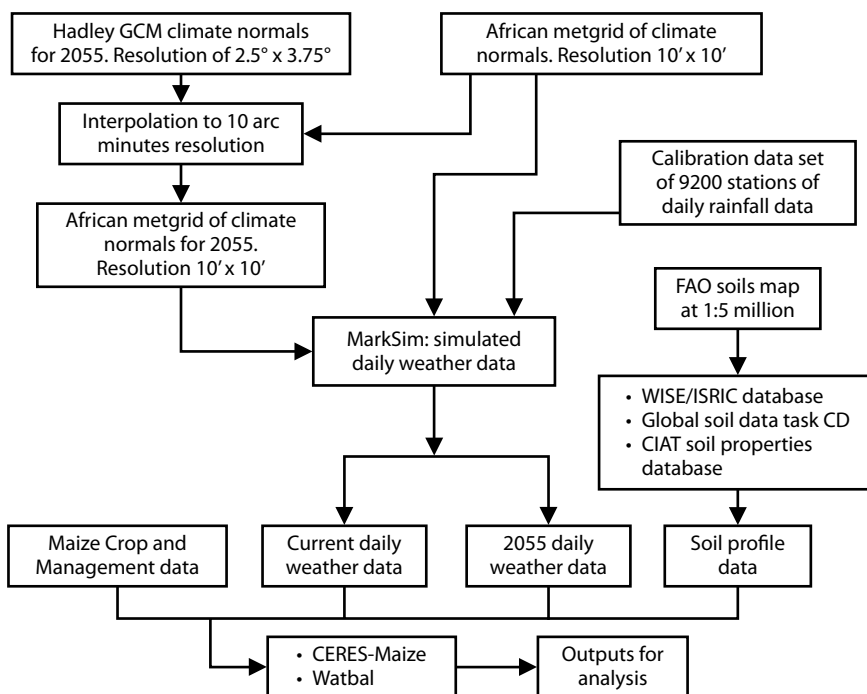 Hadley GCM climate normals
for 2055. Resolution of 2.5° x 3.75°
African metgrid of climate
normals. Resolution 10’ x 10’
Interpolation to 10 arc
minutes resolution
Calibration data set
of 9200 stations of
daily rainfall data
African metgrid of climate
normals for 2055.
Resolution 10’ x 10’
FAO soils map
at 1:5 million
MarkSim: simulated
daily weather data
• WISE/ISRIC database
• Global soil data task CD
• CIAT soil properties
database
Maize Crop and
Management data
Current daily
weather data
2055 daily
weather data
Soil profile
data
• CERES-Maize
• Watbal
Outputs for
analysis